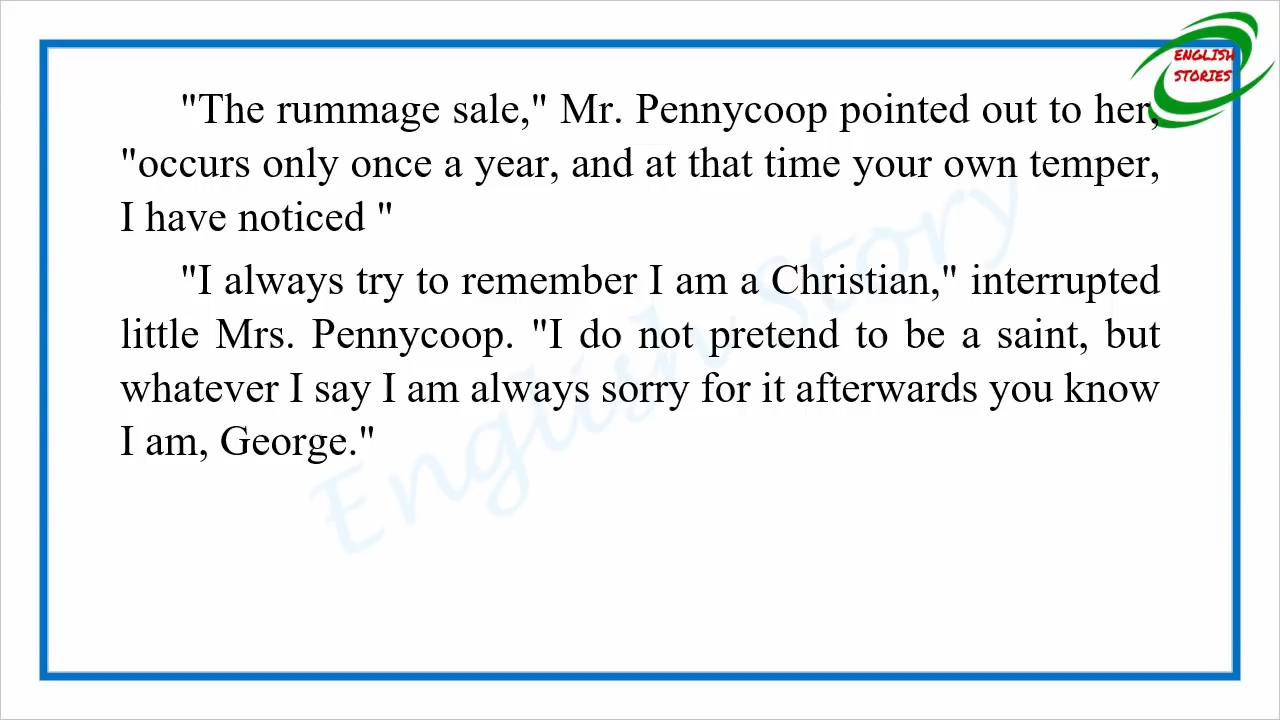 ENGLISH
STORIES
"The rummage sale," Mr. Pennycoop pointed out to her,
"occurs only once a year, and at that time your own temper,
I have noticed "
"I always try to remember I am a Christian," interrupted
little Mrs. Pennycoop. "I do not pretend to be a saint, but
whatever I say I am always sorry for it afterwards you know
I am, George."
English Story